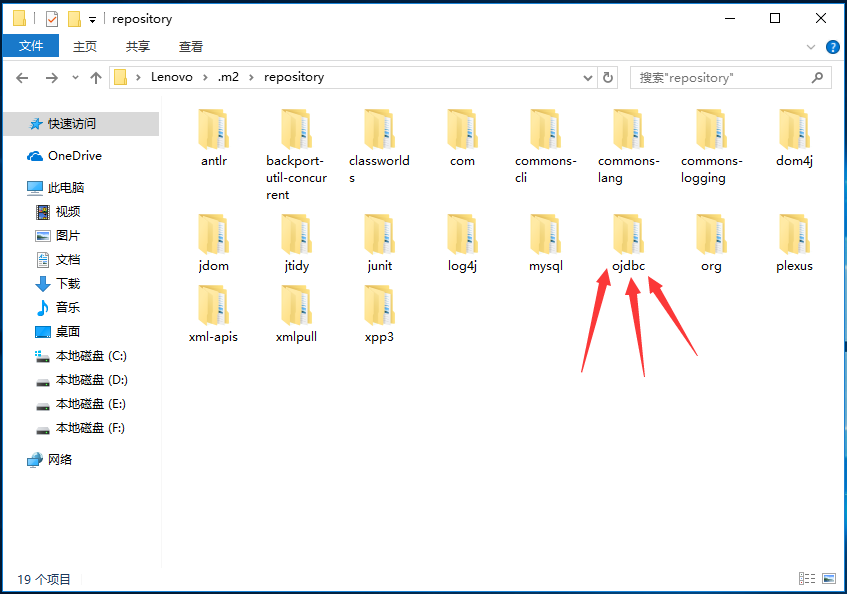 repository
文件 主页 共享 查看
Lenovo .m2 repository 搜索"repository"
快速访问
OneDrive
此电脑
视频
图片
文档
下载
音乐
桌面
本地磁盘 (C:)
本地磁盘 (D:)
本地磁盘 (E:)
本地磁盘 (F:)
网络
antlr
backport-
util-concur
rent
classworld
s
com
commons-
cli
commons-
lang
commons-
logging
dom4j
jdom
jtidy
junit
log4j
mysql
ojdbc
org
plexus
xml-apis
xmlpull
xpp3
19 个项目